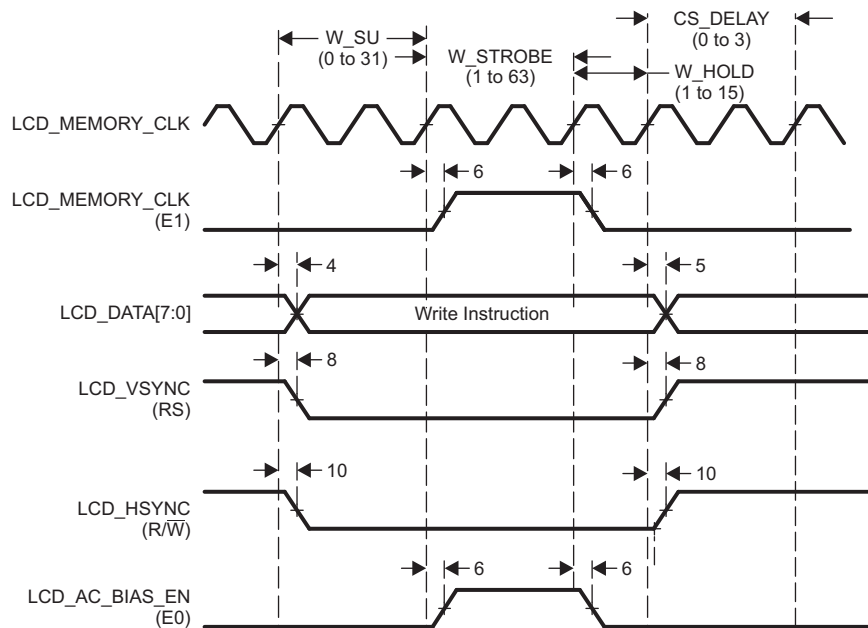 W_SU
(0 to 31)
CS_DELAY
(0 to 3)
W_STROBE
(1 to 63)
W_HOLD
(1 to 15)
LCD_MEMORY_CLK
LCD_MEMORY_CLK
(E1)
6
6
4
5
LCD_DATA[7:0]
Write Instruction
8
8
LCD_VSYNC
(RS)
10
10
LCD_HSYNC
(R/W̅)
6
6
LCD_AC_BIAS_EN
(E0)